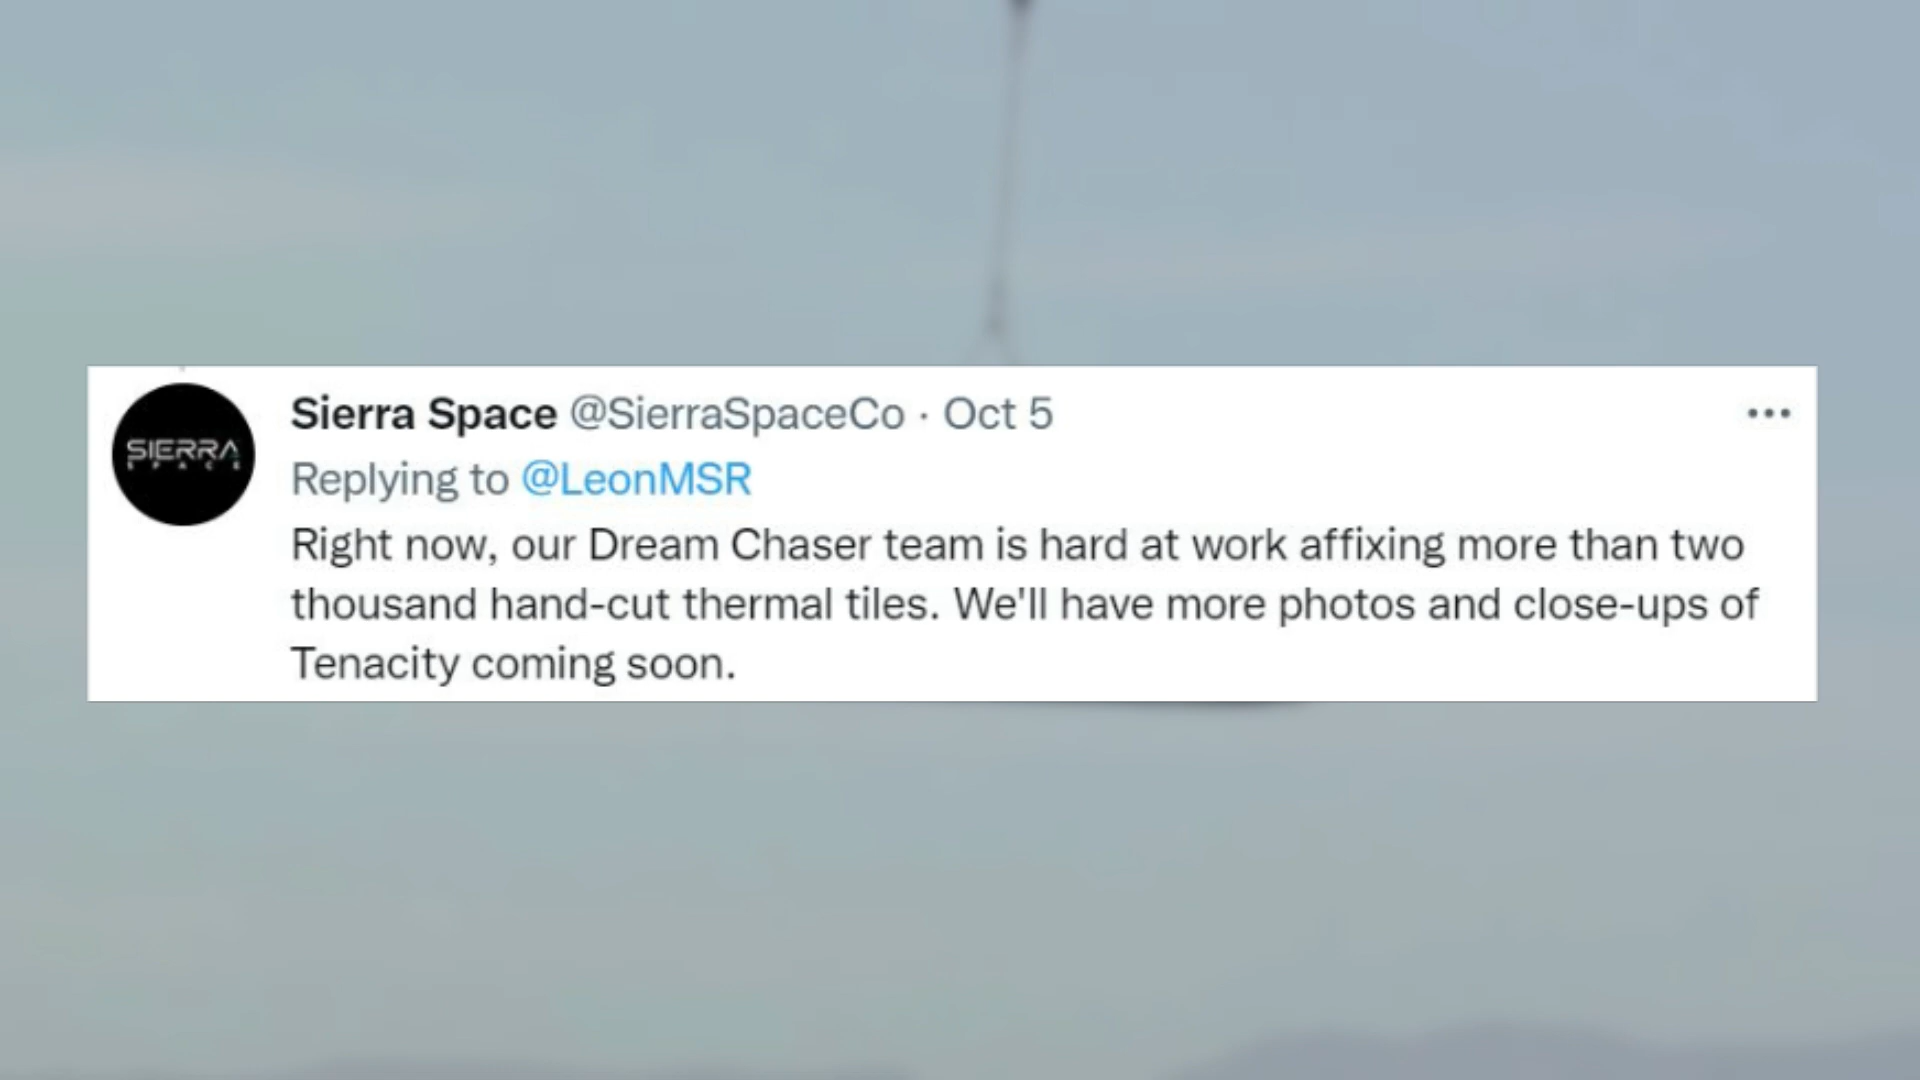 SIERRA
SPACE
Sierra Space @SierraSpaceCo · Oct 5
Replying to @LeonMSR
Right now, our Dream Chaser team is hard at work affixing more than two
thousand hand-cut thermal tiles. We'll have more photos and close-ups of
Tenacity coming soon.